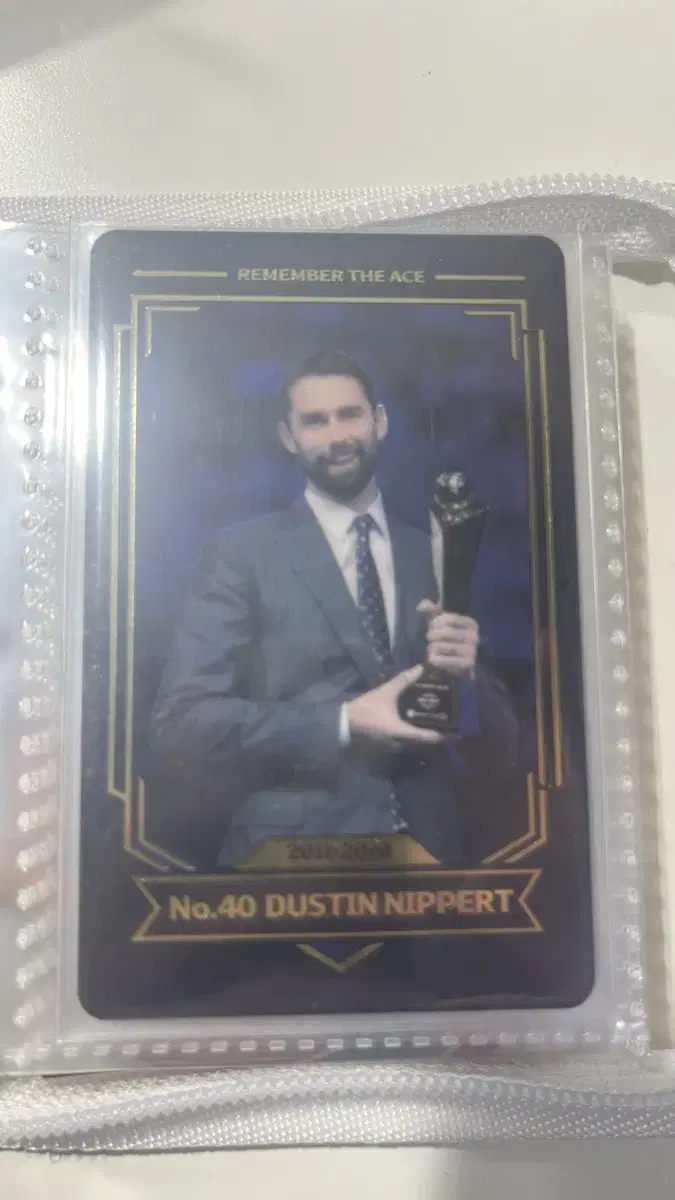 REMEMBER THE ACE
No.40 DUSTIN NIPPERT